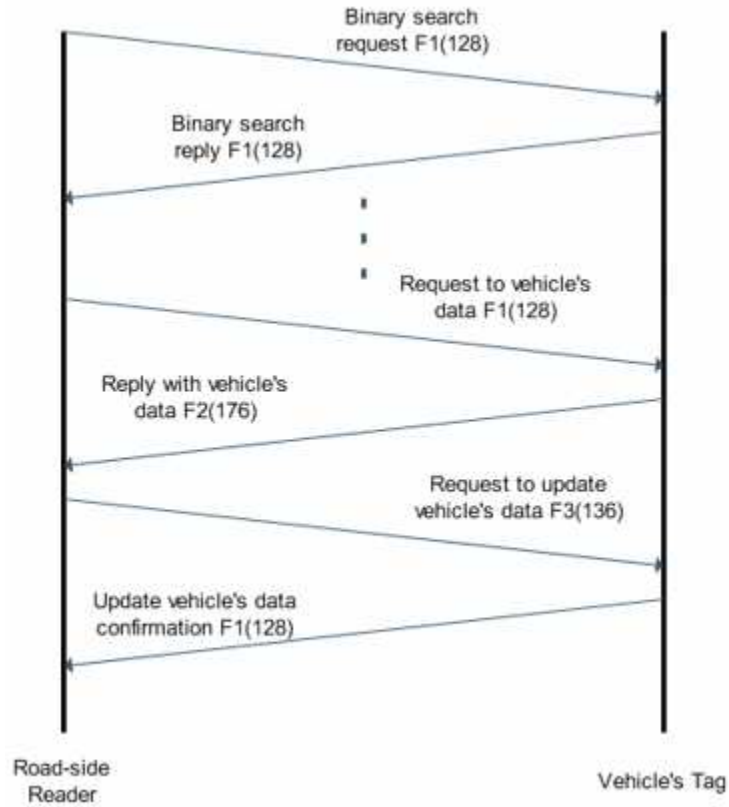 Binary search
request F1(128)
Binary search
reply F1(128)
Request to vehicle's
data F1(128)
Reply with vehicle's
data F2(176)
Request to update
vehicle's data F3(136)
Update vehicle's data
confirmation F1(128)
Road-side
Reader
Vehicle's Tag